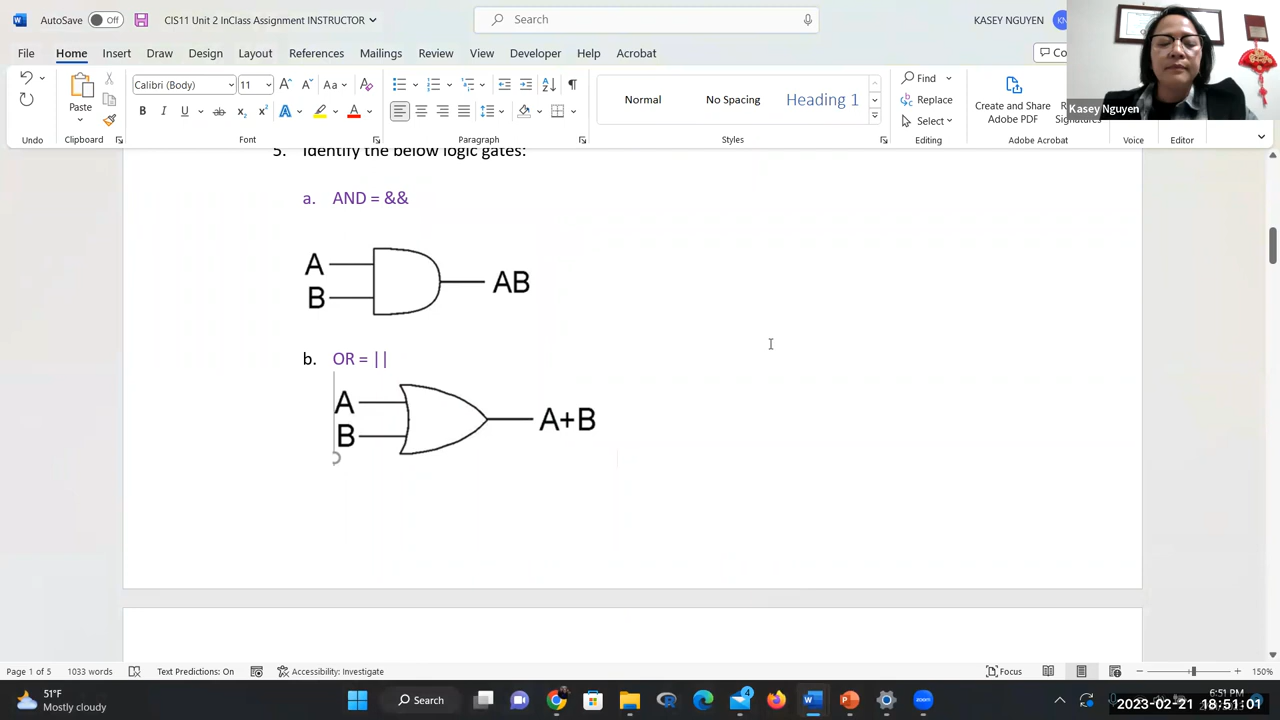 AutoSave Off CIS11 Unit 2 InClass Assignment INSTRUCTOR Search KASEY NGUYEN KN
File Home Insert Draw Design Layout References Mailings Review View Developer Help Acrobat
Paste Calibri (Body) 11 Aa Normal No Spacing Heading 1 Find Replace Select Create and Share Adobe PDF Signatures
Kasey Nguyen
Undo Clipboard Font Paragraph Styles Editing Adobe Acrobat Voice Editor
5. Identify the below logic gates:
a. AND = &&
A
B
AB
b. OR = ||
A
B
A+B
Page 1 of 5 1033 words Text Predictions: On Accessibility: Investigate Focus 150%
51°F
Mostly cloudy
Search
4
6:51 PM
2023-02-21 18:51:01